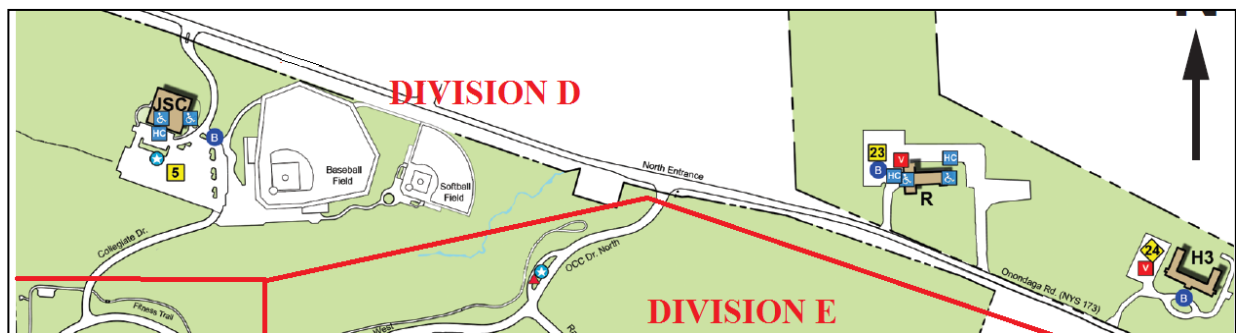 N
DIVISION D
JSC
HC
B
5
Baseball
Field
Softball
Field
North Entrance
23
V
HC
B
HC
R
Collegiate Dr.
OCC Dr. North
24
H3
V
B
Onondaga Rd. (NYS 173)
Fitness Trail
West
DIVISION E